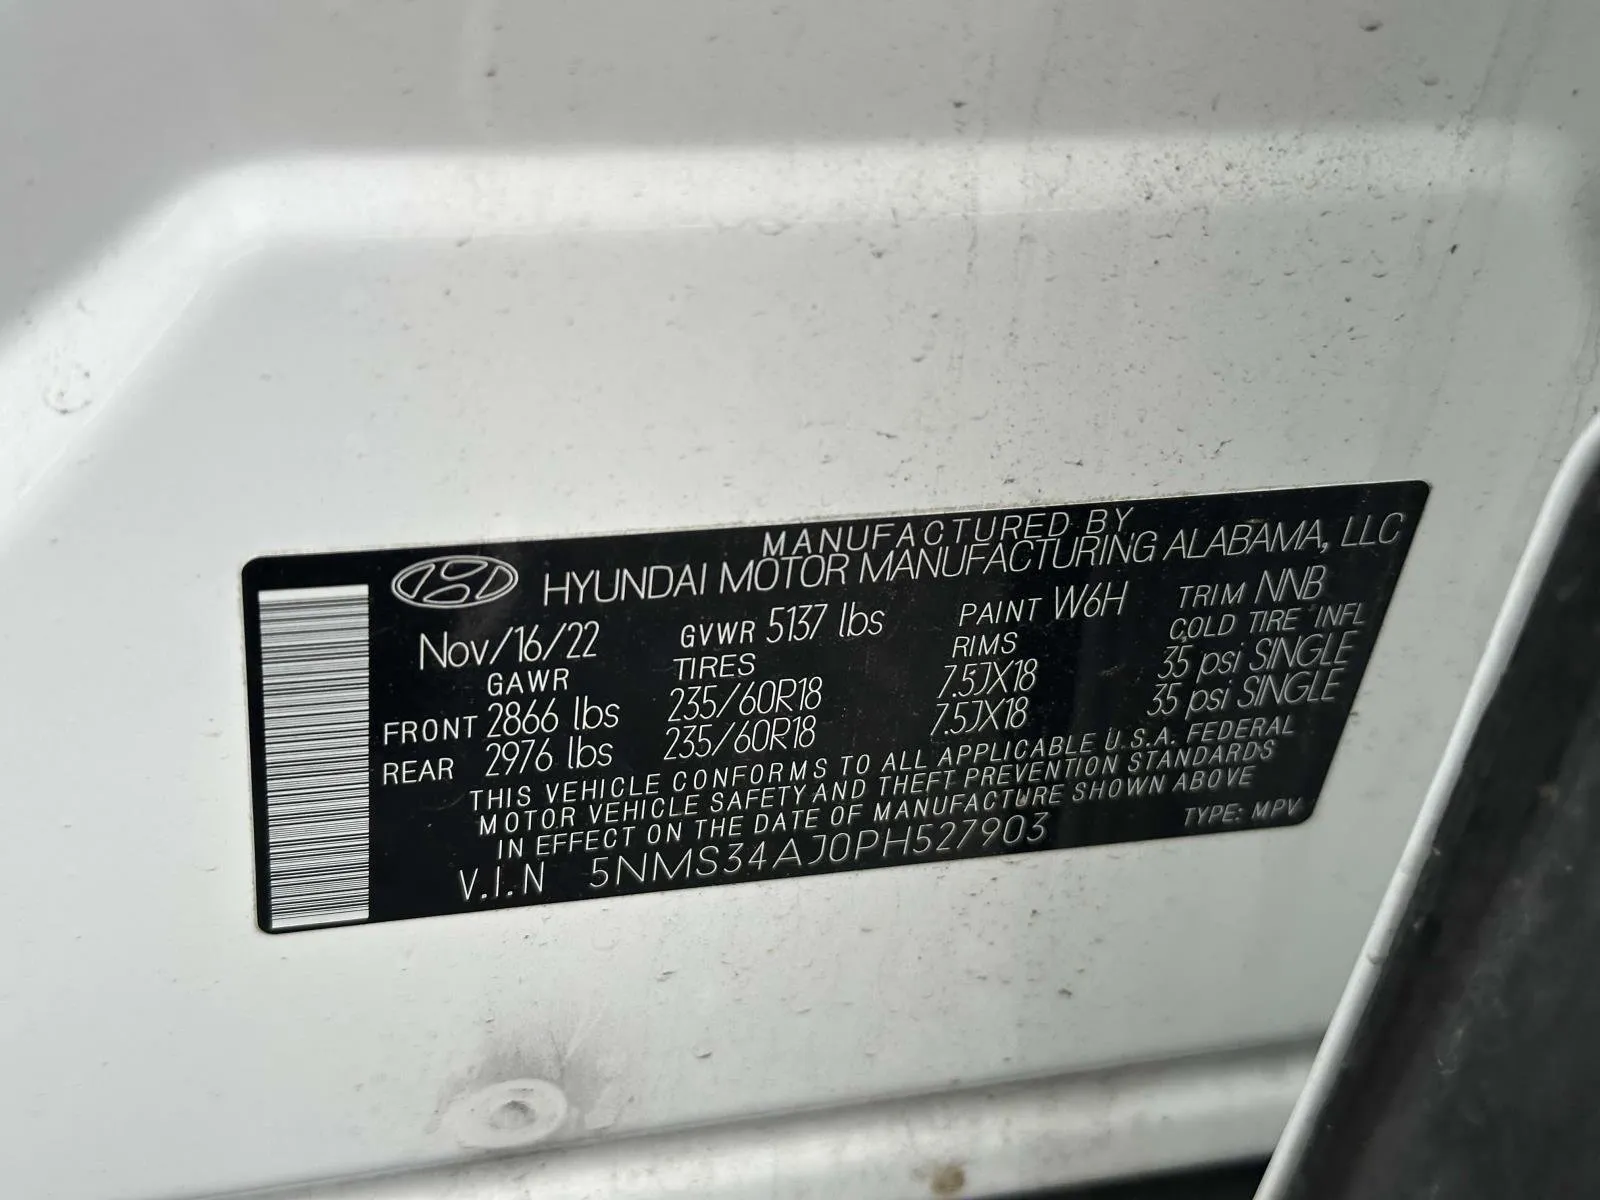 MANUFACTURED BY
HYUNDAI MOTOR MANUFACTURING ALABAMA, LLC
Nov/16/22 GVWR 5137 lbs PAINT W6H TRIM NNB
GAWR TIRES RIMS COLD TIRE INFL
FRONT 2866 lbs 235/60R18 7.5JX18 35 psi SINGLE
REAR 2976 lbs 235/60R18 7.5JX18 35 psi SINGLE
THIS VEHICLE CONFORMS TO ALL APPLICABLE U.S.A. FEDERAL
MOTOR VEHICLE SAFETY AND THEFT PREVENTION STANDARDS
IN EFFECT ON THE DATE OF MANUFACTURE SHOWN ABOVE
V.I.N 5NMS34AJ0PH527903 TYPE: MPV